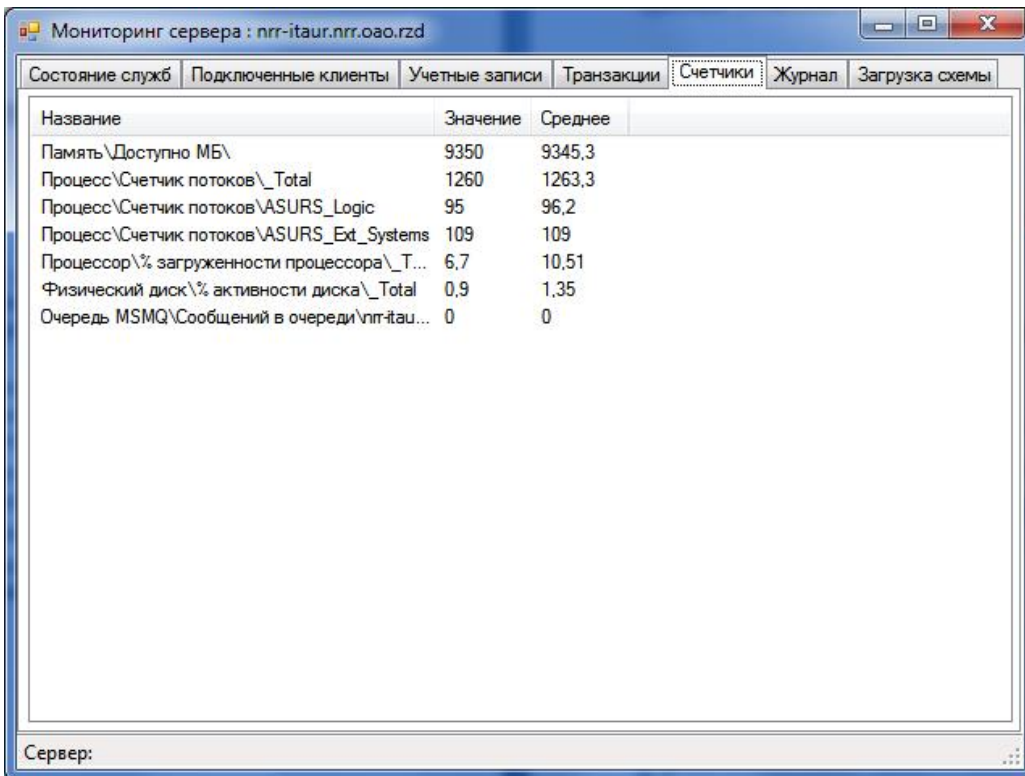 Мониторинг сервера : nrr-itaur.nrr.oao.rzd
Состояние служб Подключенные клиенты Учетные записи Транзакции Счетчики Журнал Загрузка схемы
Название Значение Среднее
Память\Доступно МБ\ 9350 9345,3
Процесс\Счетчик потоков\_Total 1260 1263,3
Процесс\Счетчик потоков\ASURS_Logic 95 96,2
Процесс\Счетчик потоков\ASURS_Ext_Systems 109 109
Процессор\% загруженности процессора\_T... 6,7 10,51
Физический диск\% активности диска\_Total 0,9 1,35
Очередь MSMQ\Сообщений в очереди\nrr-itau... 0 0
Сервер: